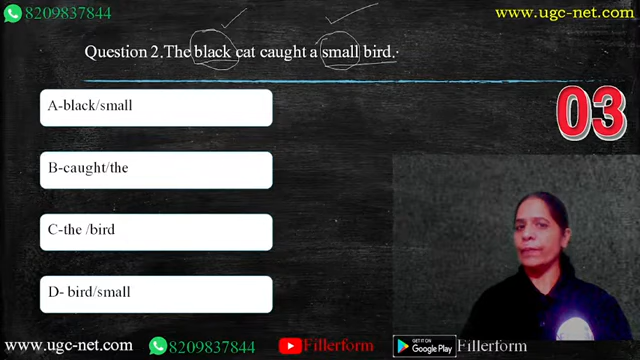 8209837844
www.ugc-net.com
Question 2.The black cat caught a small bird.
A-black/small
03
B-caught/the
C-the /bird
D- bird/small
www.ugc-net.com 8209837844 Fillerform GET IT ON Google Play Fillerform